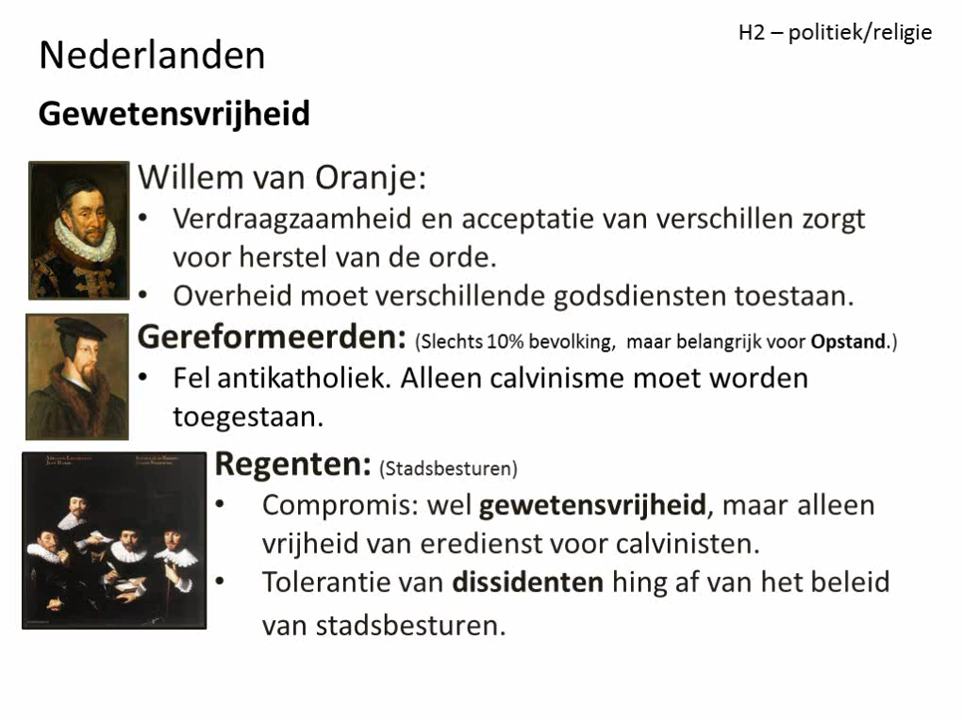 H2 – politiek/religie
Nederlanden
Gewetensvrijheid
Willem van Oranje:
• Verdraagzaamheid en acceptatie van verschillen zorgt
voor herstel van de orde.
• Overheid moet verschillende godsdiensten toestaan.
Gereformeerden: (Slechts 10% bevolking, maar belangrijk voor Opstand.)
• Fel antikatholiek. Alleen calvinisme moet worden
toegestaan.
Regenten: (Stadsbesturen)
• Compromis: wel gewetensvrijheid, maar alleen
vrijheid van eredienst voor calvinisten.
• Tolerantie van dissidenten hing af van het beleid
van stadsbesturen.